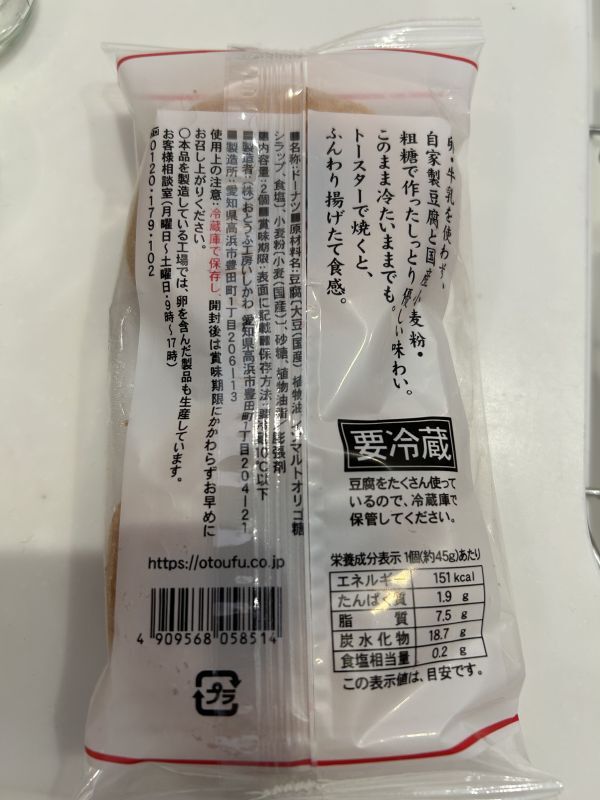 卵・牛乳を使わず、
自家製豆腐と国産小麦粉・
粗糖で作ったしっとり優しい味わい。
このまま冷たいままでも。
トースターで焼くと、
ふんわり揚げたて食感。
■名称:ドーナツ■原材料名:豆腐(大豆(国産))、植物油、イソマルトオリゴ糖
シラップ、食塩)、小麦粉(小麦(国産))、砂糖、植物油脂/膨張剤
■内容量:2個■賞味期限:表面に記載■保存方法:要冷蔵10℃以下
■製造者:(株)おとうふ工房いしかわ 愛知県高浜市豊田町1丁目204-21
■製造所:愛知県高浜市豊田町1丁目206-13
使用上の注意:冷蔵庫で保存し、開封後は賞味期限にかかわらずお早めに
お召し上がりください。
○本品を製造している工場では、卵を含んだ製品も生産しています。
お客様相談室(月曜日~土曜日・9時~17時)
0120・179・102
要冷蔵
豆腐をたくさん使って
いるので、冷蔵庫で
保管してください。
栄養成分表示 1個(約45g)あたり
エネルギー 151 kcal
たんぱく質 1.9 g
脂質 7.5 g
炭水化物 18.7 g
食塩相当量 0.2 g
この表示値は、目安です。
https://otoufu.co.jp
4 909568 058514
プラ